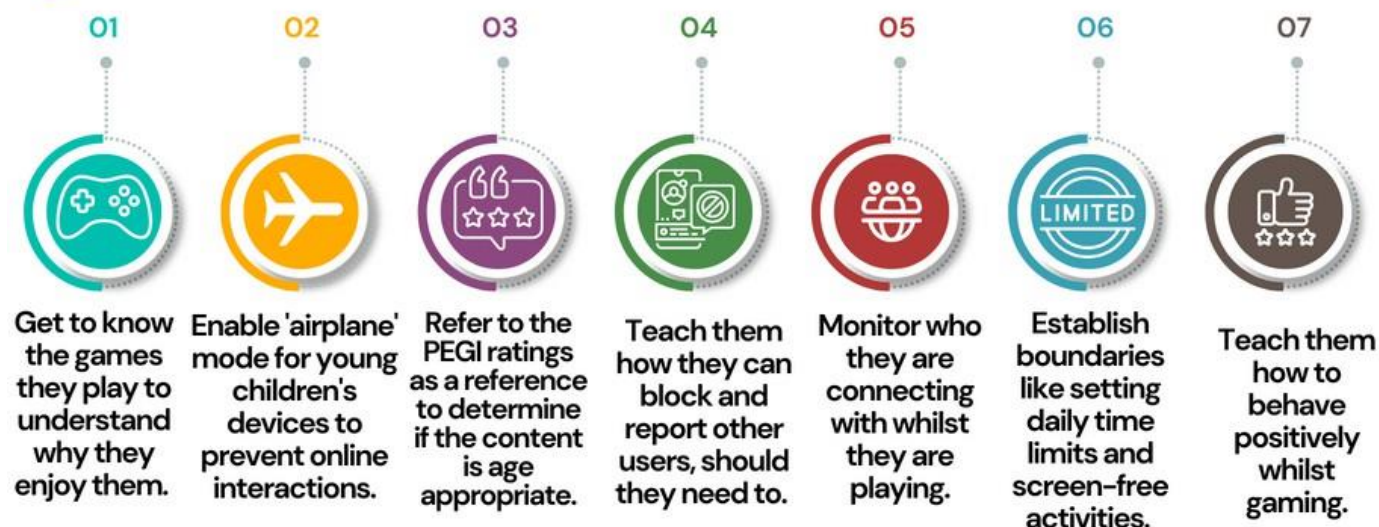 01
Get to know
the games
they play to
understand
why they
enjoy them.
02
Enable 'airplane'
mode for young
children's
devices to
prevent online
interactions.
03
Refer to the
PEGI ratings
as a reference
to determine
if the content
is age
appropriate.
04
Teach them
how they can
block and
report other
users, should
they need to.
05
Monitor who
they are
connecting
with whilst
they are
playing.
06
LIMITED
Establish
boundaries
like setting
daily time
limits and
screen-free
activities.
07
Teach them
how to
behave
positively
whilst
gaming.